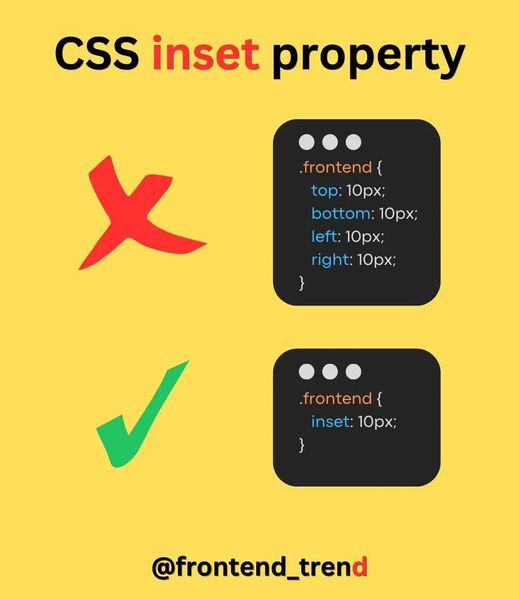 CSS inset property
.frontend {
top: 10px;
bottom: 10px;
left: 10px;
right: 10px;
}
.frontend {
inset: 10px;
}
@frontend_trend